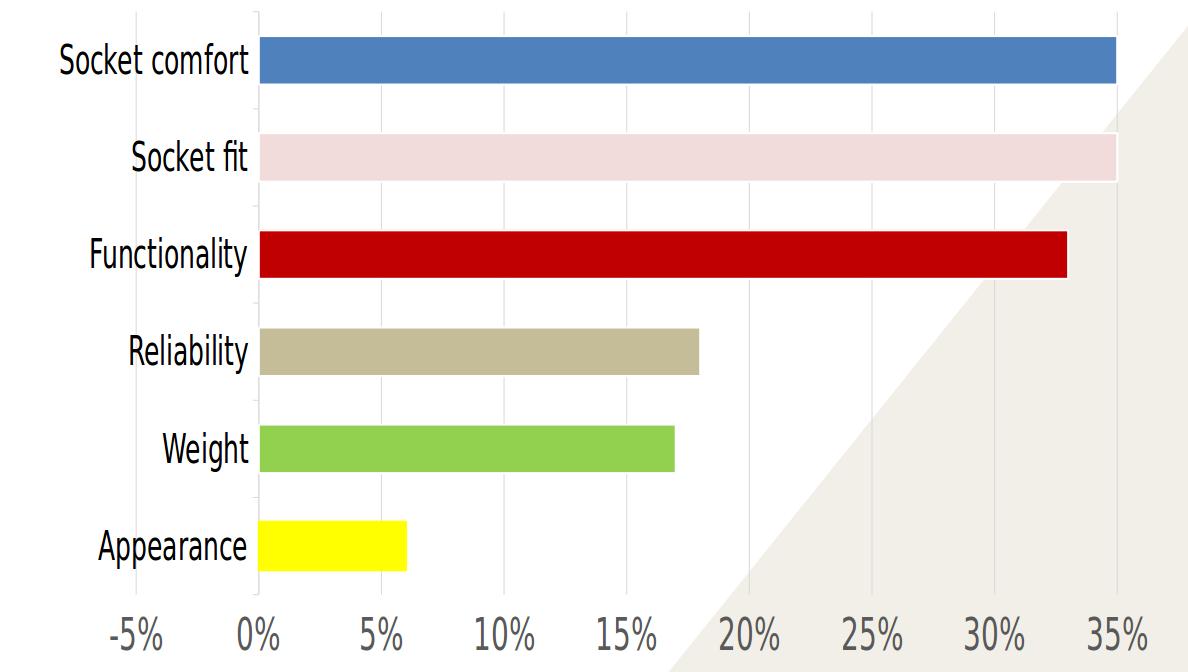 Socket comfort
Socket fit
Functionality
Reliability
Weight
Appearance
-5% 0% 5% 10% 15% 20% 25% 30% 35%